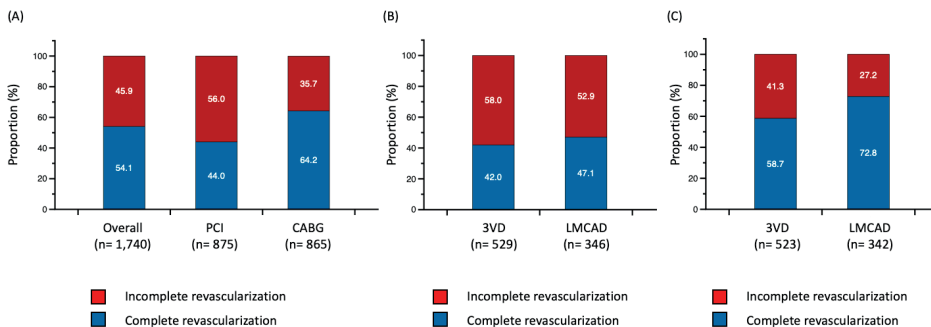 (A)
Proportion (%)
100
80
60
40
20
0
45.9
56.0
35.7
54.1
44.0
64.2
Overall PCI CABG
(n= 1,740) (n= 875) (n= 865)
Incomplete revascularization
Complete revascularization
(B)
Proportion (%)
100
80
60
40
20
0
58.0
52.9
42.0
47.1
3VD LMCAD
(n= 529) (n= 346)
Incomplete revascularization
Complete revascularization
(C)
Proportion (%)
100
80
60
40
20
0
41.3
27.2
58.7
72.8
3VD LMCAD
(n= 523) (n= 342)
Incomplete revascularization
Complete revascularization